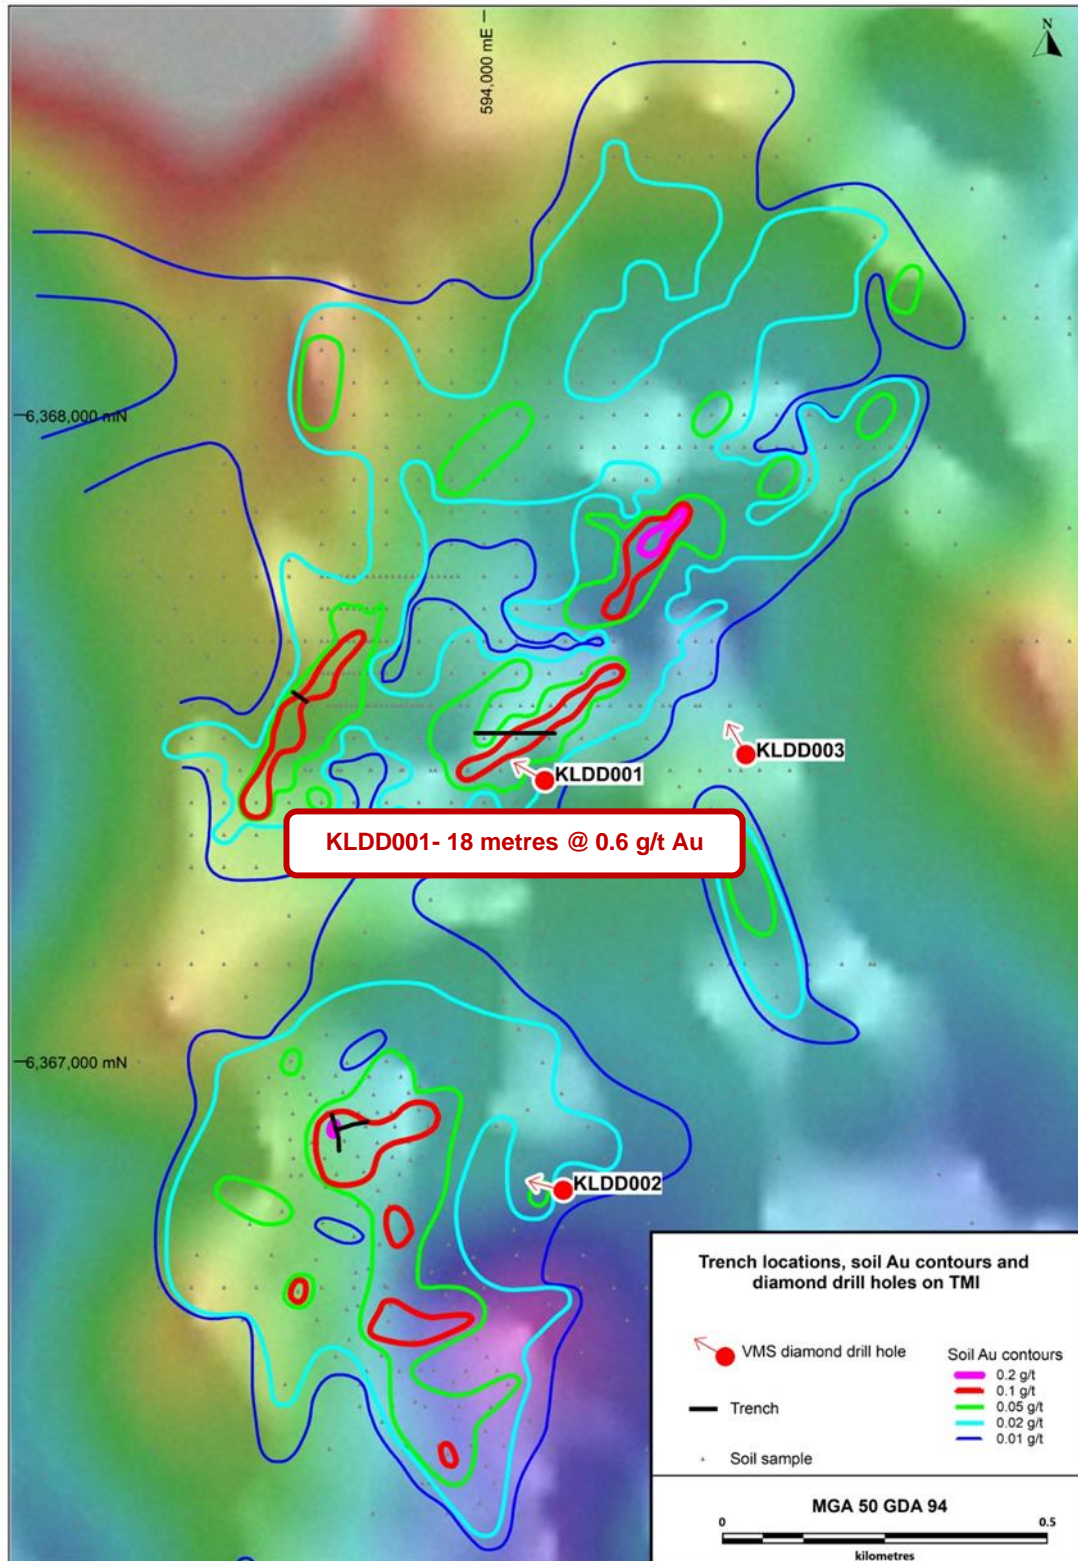 N
594,000 mE
6,368,000 mN
KLDD003
KLDD001
KLDD001- 18 metres @ 0.6 g/t Au
6,367,000 mN
KLDD002
Trench locations, soil Au contours and
diamond drill holes on TMI
VMS diamond drill hole
Trench
Soil sample
Soil Au contours
0.2 g/t
0.1 g/t
0.05 g/t
0.02 g/t
0.01 g/t
MGA 50 GDA 94
0 0.5
kilometres